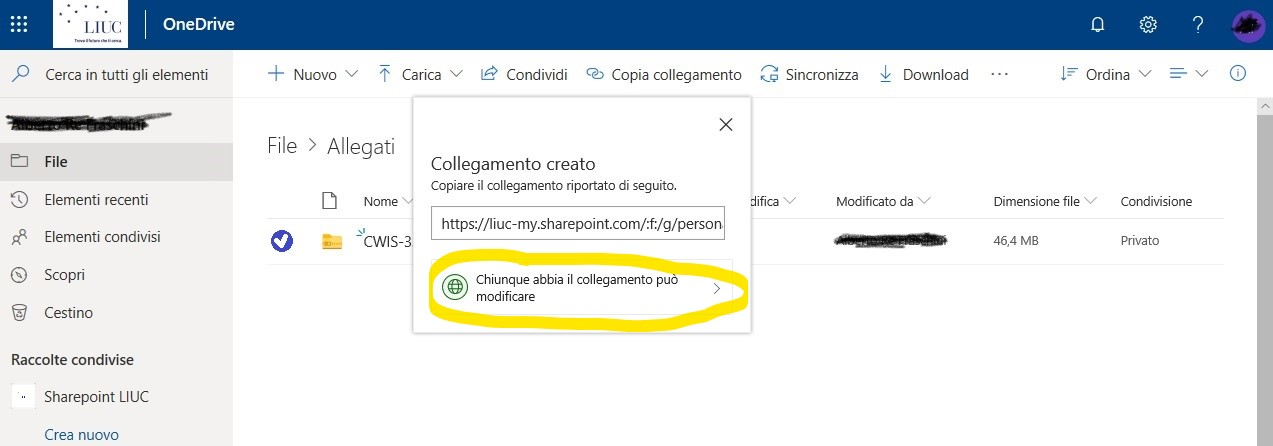 LIUC
OneDrive
Cerca in tutti gli elementi
Nuovo
Carica
Condividi
Copia collegamento
Sincronizza
Download
Ordina
File
Elementi recenti
Elementi condivisi
Scopri
Cestino
Raccolte condivise
Sharepoint LIUC
Crea nuovo
File > Allegati
Nome
difica
Modificato da
Dimensione file
Condivisione
CWIS-3
46,4 MB
Privato
Collegamento creato
Copiare il collegamento riportato di seguito.
https://liuc-my.sharepoint.com/:f:/g/person
Chiunque abbia il collegamento può
modificare